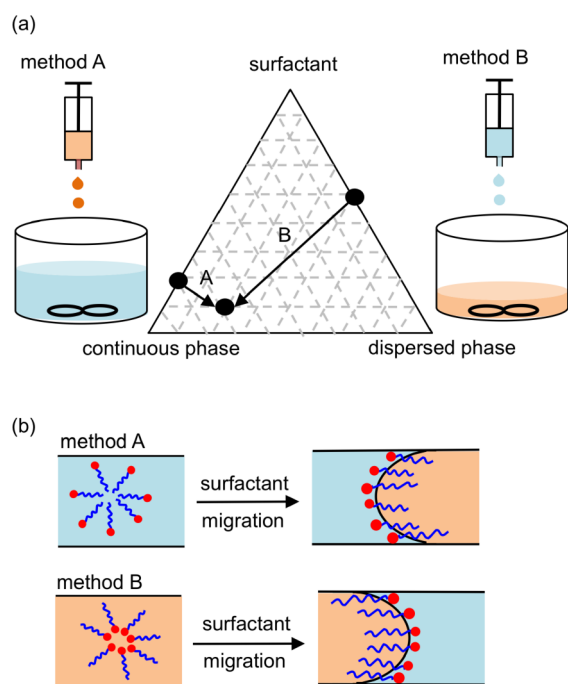 (a)
method A
surfactant
method B
B
A
continuous phase
dispersed phase
(b)
method A
surfactant
migration
method B
surfactant
migration